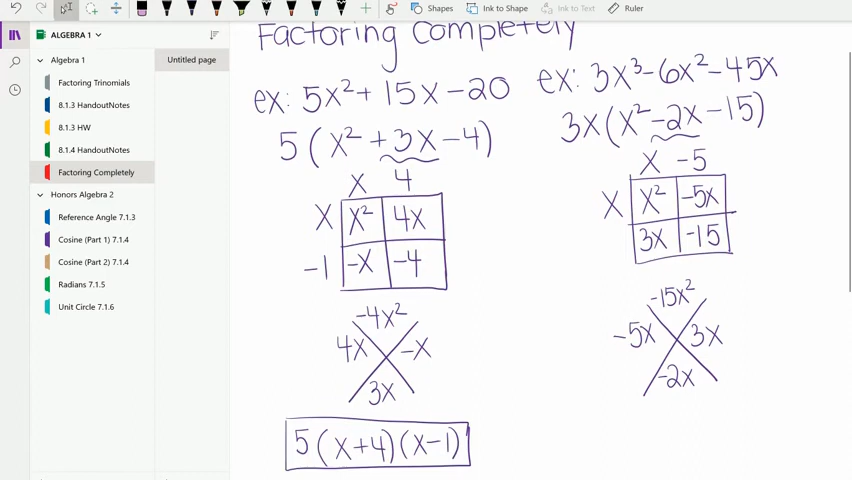 Shapes
Ink to Shape
Ink to Text
Ruler
ALGEBRA 1
Algebra 1
Factoring Trinomials
8.1.3 HandoutNotes
8.1.3 HW
8.1.4 HandoutNotes
Factoring Completely
Honors Algebra 2
Reference Angle 7.1.3
Cosine (Part 1) 7.1.4
Cosine (Part 2) 7.1.4
Radians 7.1.5
Unit Circle 7.1.6
Untitled page
Factoring Completely
ex: 5x² + 15x - 20
5(x² + 3x - 4)
x 4
x x² 4x
-1 -x -4
-4x²
4x -x
3x
5(x+4)(x-1)
ex: 3x³ - 6x² - 45x
3x(x² - 2x - 15)
x -5
x x² -5x
3x -15
-15x²
-5x 3x
-2x